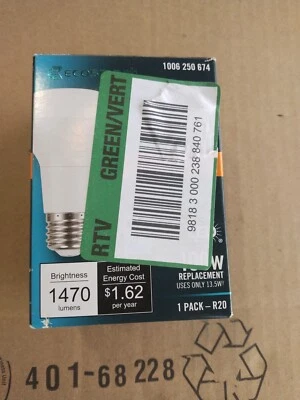 1006 250 674
RTV GREEN/VERT
9818 3 000 238 840 761
Brightness
1470
lumens
Estimated
Energy Cost
$1.62
per year
W
REPLACEMENT
USES ONLY 13.5W
1 PACK – R20
401-68 228